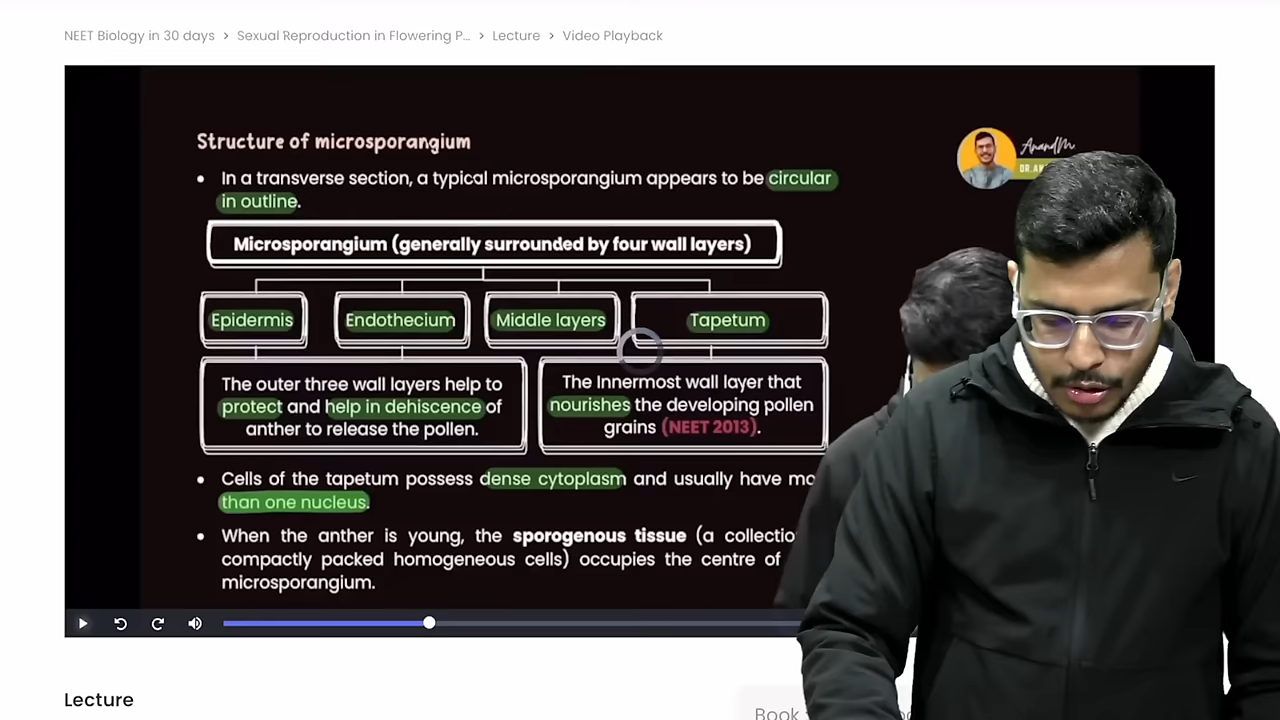 NEET Biology in 30 days > Sexual Reproduction in Flowering P... > Lecture > Video Playback
Structure of microsporangium
AnandM
DR.AN
• In a transverse section, a typical microsporangium appears to be circular
in outline.
Microsporangium (generally surrounded by four wall layers)
Epidermis Endothecium Middle layers Tapetum
The outer three wall layers help to
protect and help in dehiscence of
anther to release the pollen.
The Innermost wall layer that
nourishes the developing pollen
grains (NEET 2013).
• Cells of the tapetum possess dense cytoplasm and usually have mo
than one nucleus.
• When the anther is young, the sporogenous tissue (a collectio
compactly packed homogeneous cells) occupies the centre of
microsporangium.
Lecture
Book